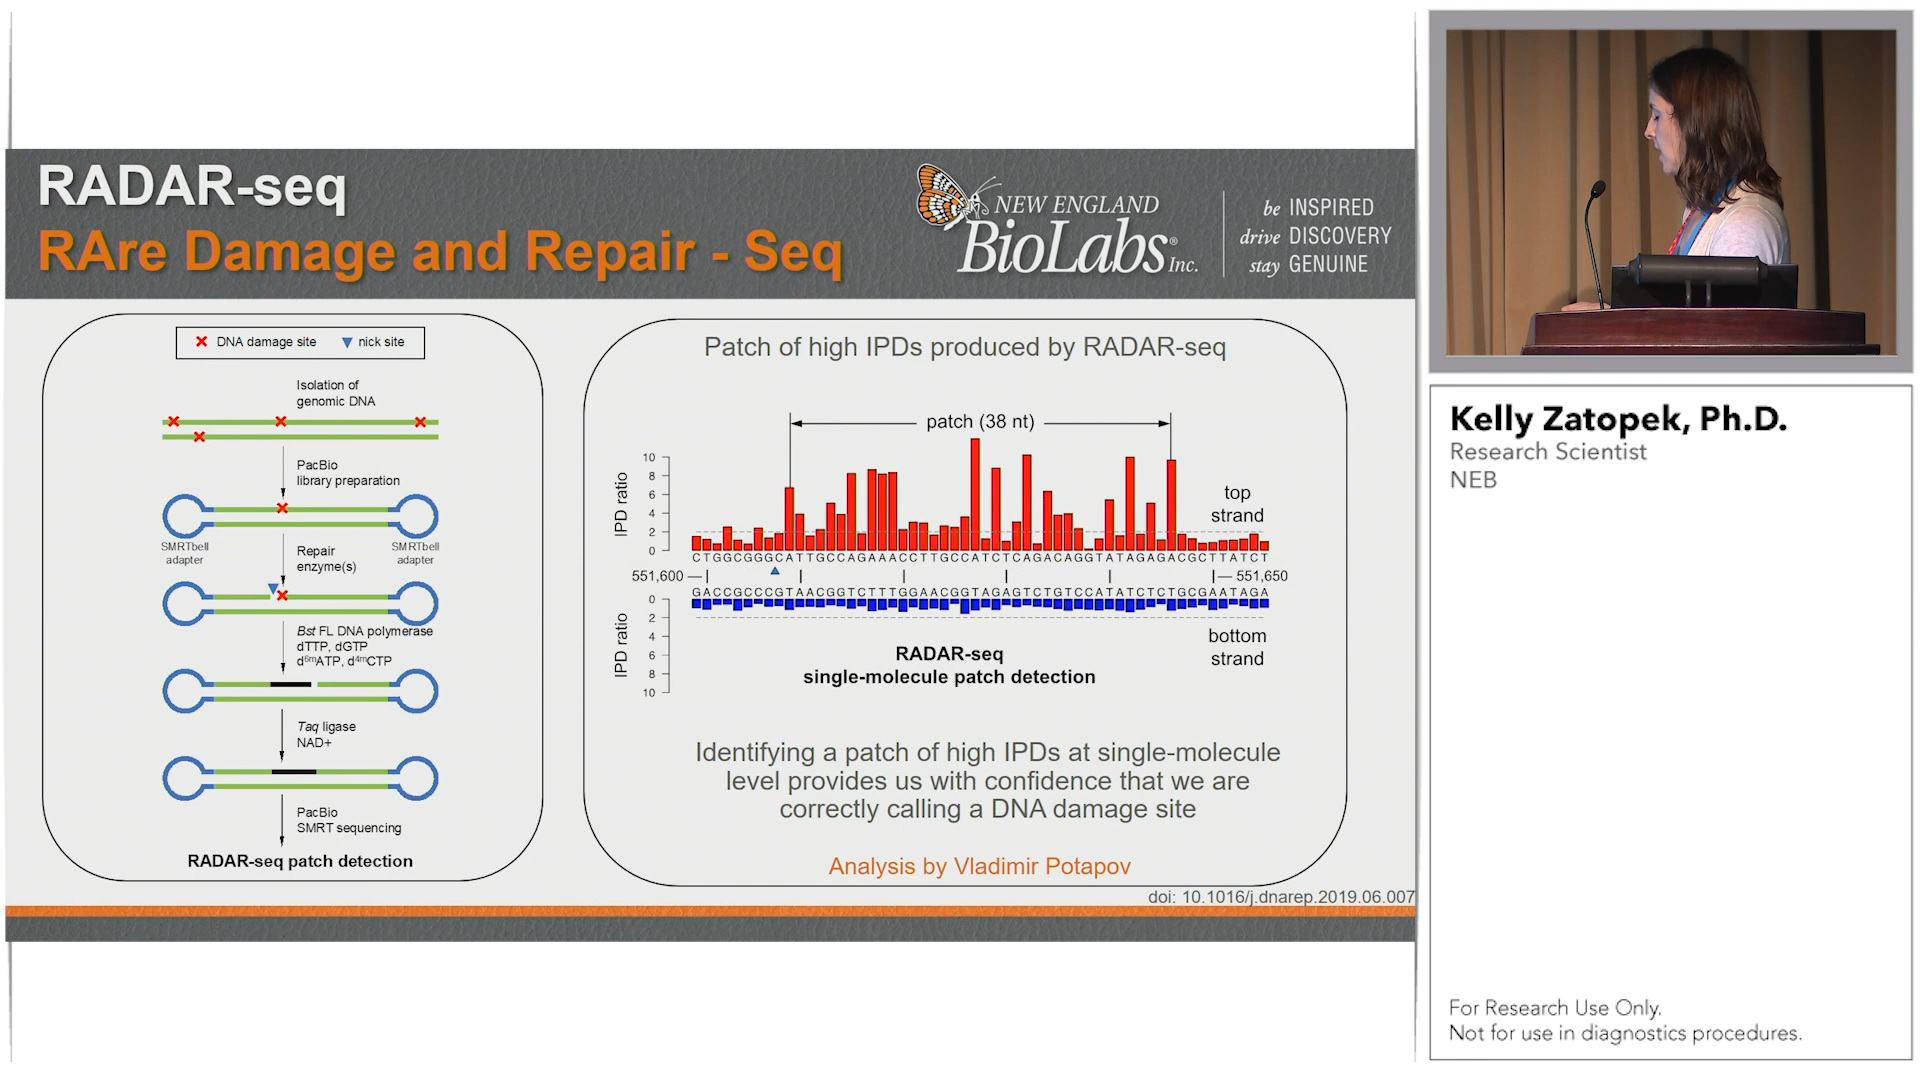 RADAR-seq
RAre Damage and Repair - Seq
NEW ENGLAND
BioLabs® Inc.
be INSPIRED
drive DISCOVERY
stay GENUINE
DNA damage site
nick site
Isolation of
genomic DNA
PacBio
library preparation
SMRTbell
adapter
SMRTbell
adapter
Repair
enzyme(s)
Bst FL DNA polymerase
dTTP, dGTP
d6mATP, d4mCTP
Taq ligase
NAD+
PacBio
SMRT sequencing
RADAR-seq patch detection
Patch of high IPDs produced by RADAR-seq
patch (38 nt)
IPD ratio
10
8
6
4
2
0
top
strand
CTGGCGGGCATTGCCAGAAACCTTGCCATCTCAGACAGGTATAGAGACGCTTATCT
551,600
551,650
GACCGCCCGTAACGGTCTTTGGAACGGTAGAGTCTGTCCATATCTCTGCGAATAGA
IPD ratio
0
2
4
6
8
10
bottom
strand
RADAR-seq
single-molecule patch detection
Identifying a patch of high IPDs at single-molecule
level provides us with confidence that we are
correctly calling a DNA damage site
Analysis by Vladimir Potapov
doi: 10.1016/j.dnarep.2019.06.007
Kelly Zatopek, Ph.D.
Research Scientist
NEB
For Research Use Only.
Not for use in diagnostics procedures.